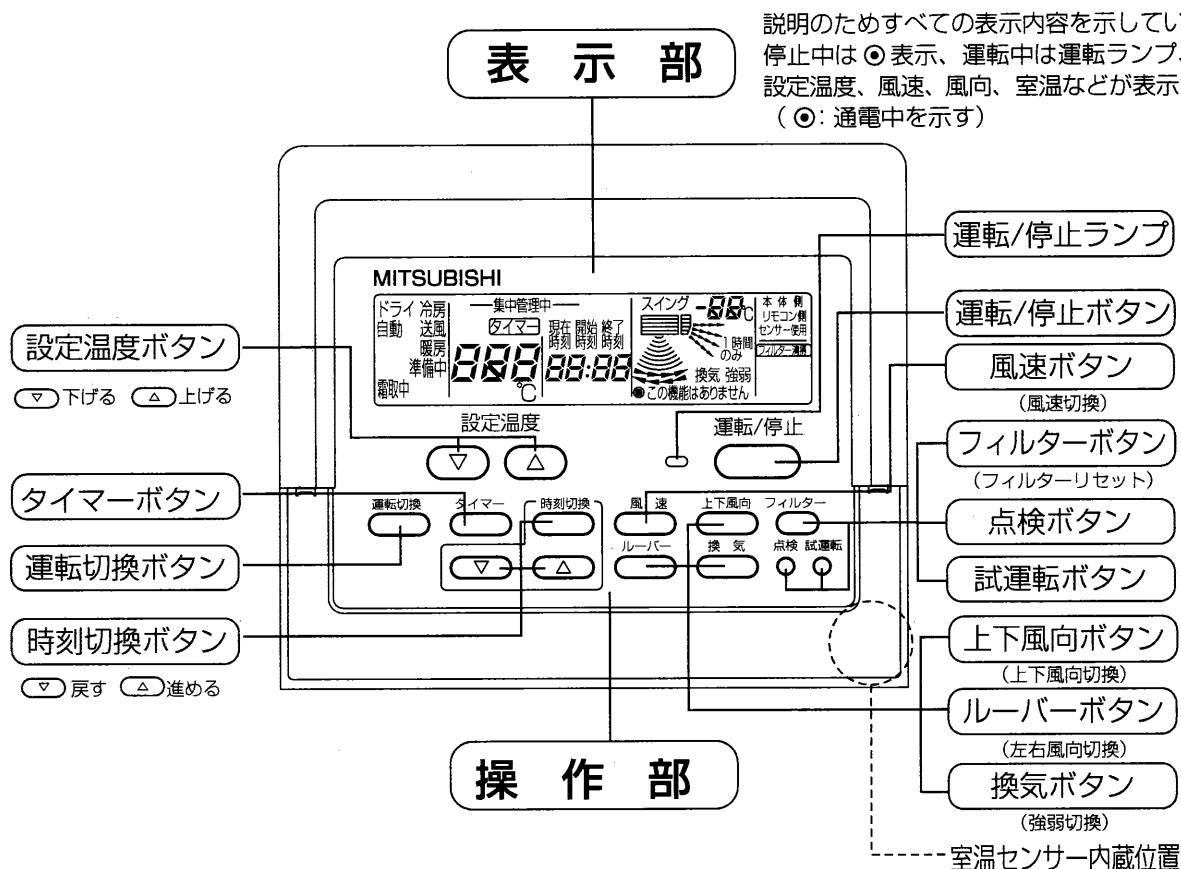 説明のためすべての表示内容を示してい
停止中は ◉ 表示、運転中は運転ランプ、
設定温度、風速、風向、室温などが表示
( ◉: 通電中を示す)
表示部
MITSUBISHI
ドライ 冷房
自動 送風
暖房
準備中
霜取中
集中管理中
タイマー
現在 開始 終了
時刻 時刻 時刻
888
℃
88:88
スイング
-88℃
1時間
のみ
換気 強弱
この機能はありません
本体側
リモコン側
センサー使用
フィルター清掃
設定温度
▽
△
運転/停止
運転切換
タイマー
時刻切換
▽
△
風速
上下風向
フィルター
ルーバー
換気
点検 試運転
設定温度ボタン
▽ 下げる △ 上げる
タイマーボタン
運転切換ボタン
時刻切換ボタン
▽ 戻す △ 進める
運転/停止ランプ
運転/停止ボタン
風速ボタン
(風速切換)
フィルターボタン
(フィルターリセット)
点検ボタン
試運転ボタン
上下風向ボタン
(上下風向切換)
ルーバーボタン
(左右風向切換)
換気ボタン
(強弱切換)
室温センサー内蔵位置
操作部